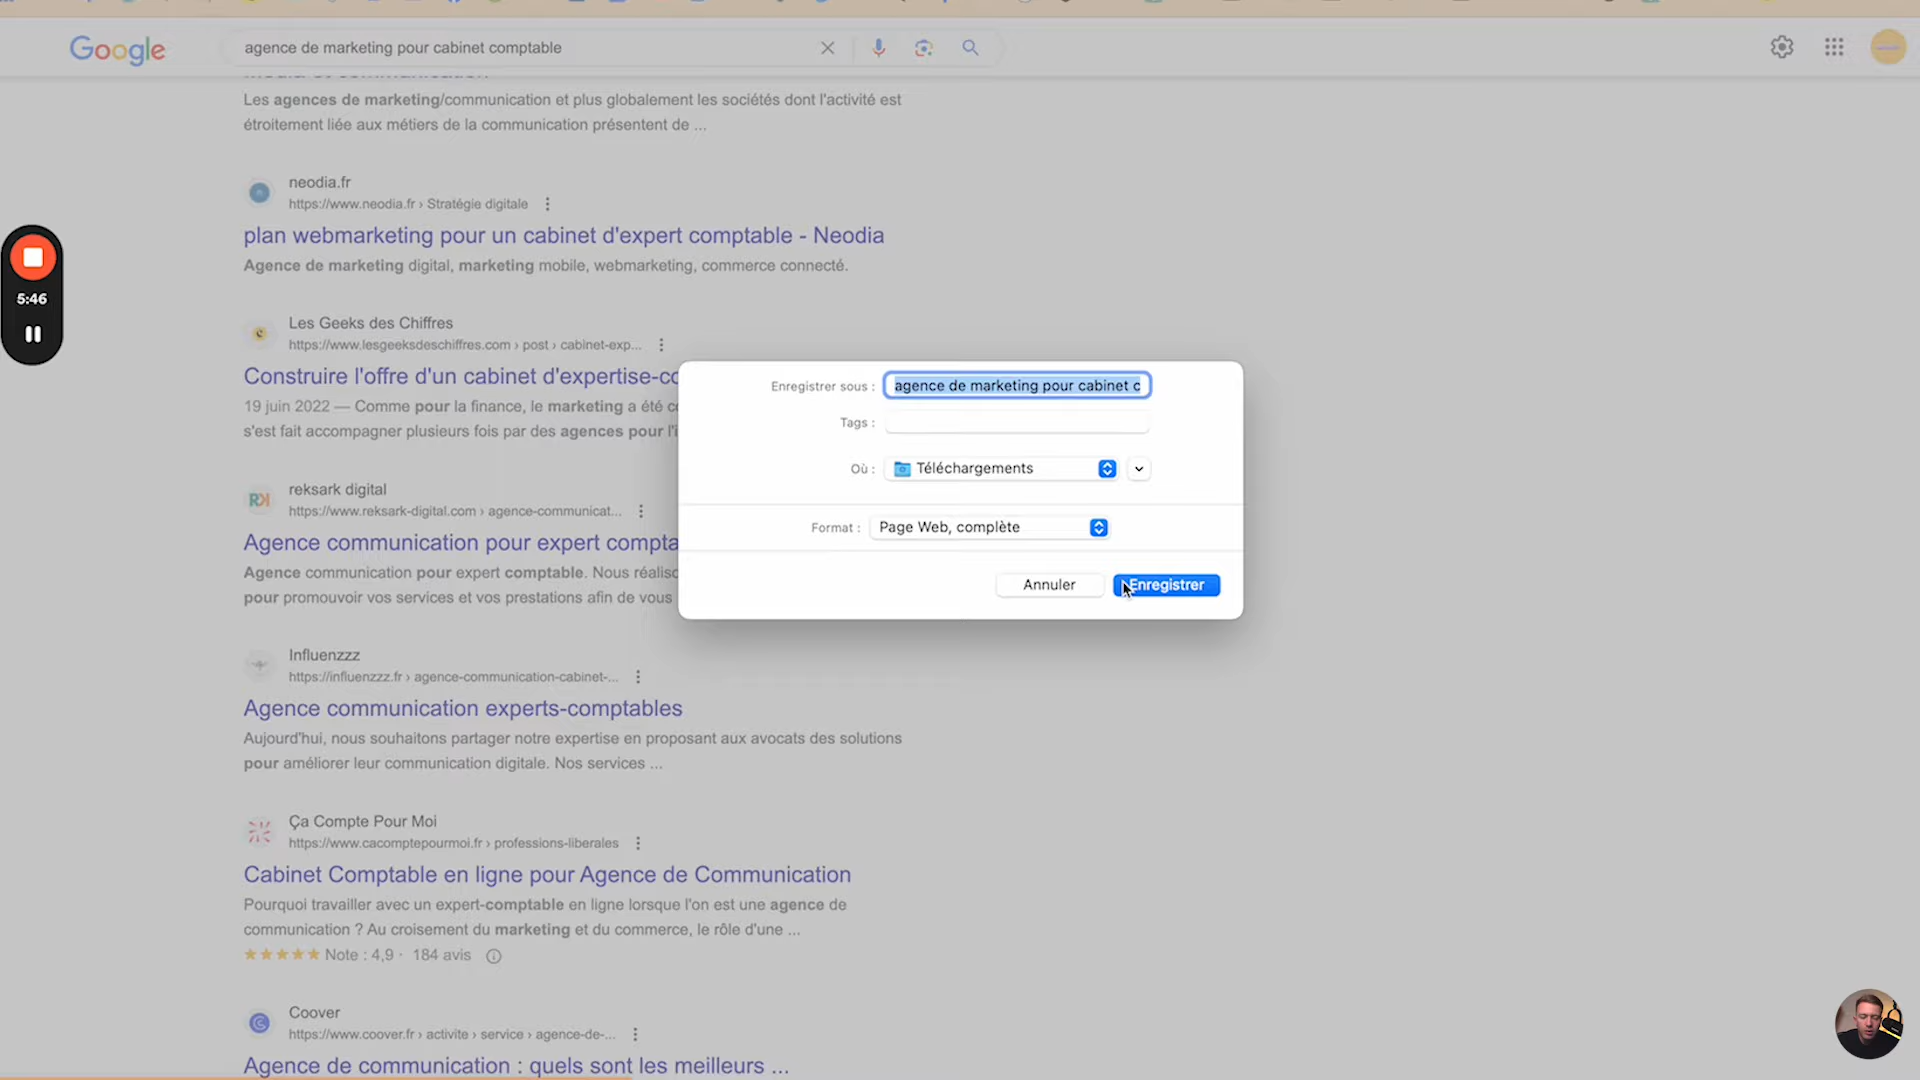 Google
agence de marketing pour cabinet comptable
Les agences de marketing/communication et plus globalement les sociétés dont l'activité est
étroitement liée aux métiers de la communication présentent de ...
neodia.fr
https://www.neodia.fr › Stratégie digitale
plan webmarketing pour un cabinet d'expert comptable - Neodia
Agence de marketing digital, marketing mobile, webmarketing, commerce connecté.
5:46
Les Geeks des Chiffres
https://www.lesgeeksdeschiffres.com › post › cabinet-exp...
Construire l'offre d'un cabinet d'expertise-co
19 juin 2022 — Comme pour la finance, le marketing a été c
s'est fait accompagner plusieurs fois par des agences pour l'i
Enregistrer sous :
agence de marketing pour cabinet c
Tags :
Où :
Téléchargements
Format :
Page Web, complète
Annuler
Enregistrer
reksark digital
https://www.reksark-digital.com › agence-communicat...
Agence communication pour expert compta
Agence communication pour expert comptable. Nous réalisc
pour promouvoir vos services et vos prestations afin de vous
Influenzzz
https://influenzzz.fr › agence-communication-cabinet-...
Agence communication experts-comptables
Aujourd'hui, nous souhaitons partager notre expertise en proposant aux avocats des solutions
pour améliorer leur communication digitale. Nos services ...
Ça Compte Pour Moi
https://www.cacomptepourmoi.fr › professions-liberales
Cabinet Comptable en ligne pour Agence de Communication
Pourquoi travailler avec un expert-comptable en ligne lorsque l'on est une agence de
communication ? Au croisement du marketing et du commerce, le rôle d'une ...
Note : 4,9 · 184 avis
Coover
https://www.coover.fr › activite › service › agence-de-...
Agence de communication : quels sont les meilleurs ...